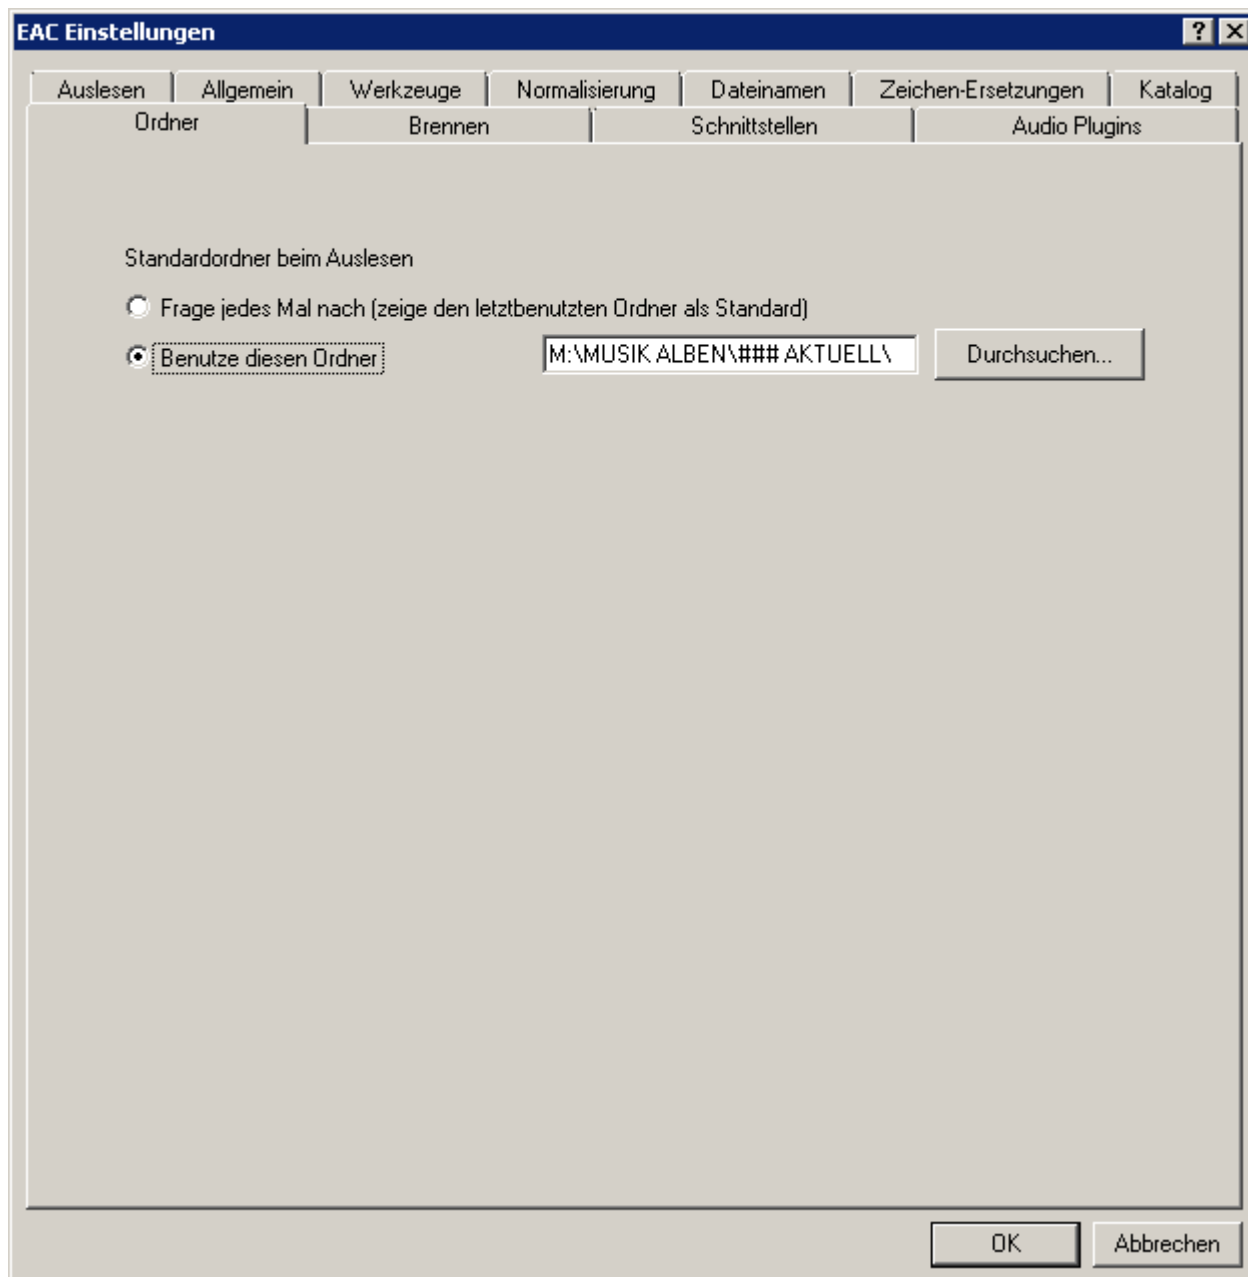 EAC Einstellungen
Auslesen Allgemein Werkzeuge Normalisierung Dateinamen Zeichen-Ersetzungen Katalog
Ordner Brennen Schnittstellen Audio Plugins
Standardordner beim Auslesen
Frage jedes Mal nach (zeige den letztbenutzten Ordner als Standard)
Benutze diesen Ordner M:\MUSIK ALBEN\### AKTUELL\ Durchsuchen...
OK Abbrechen